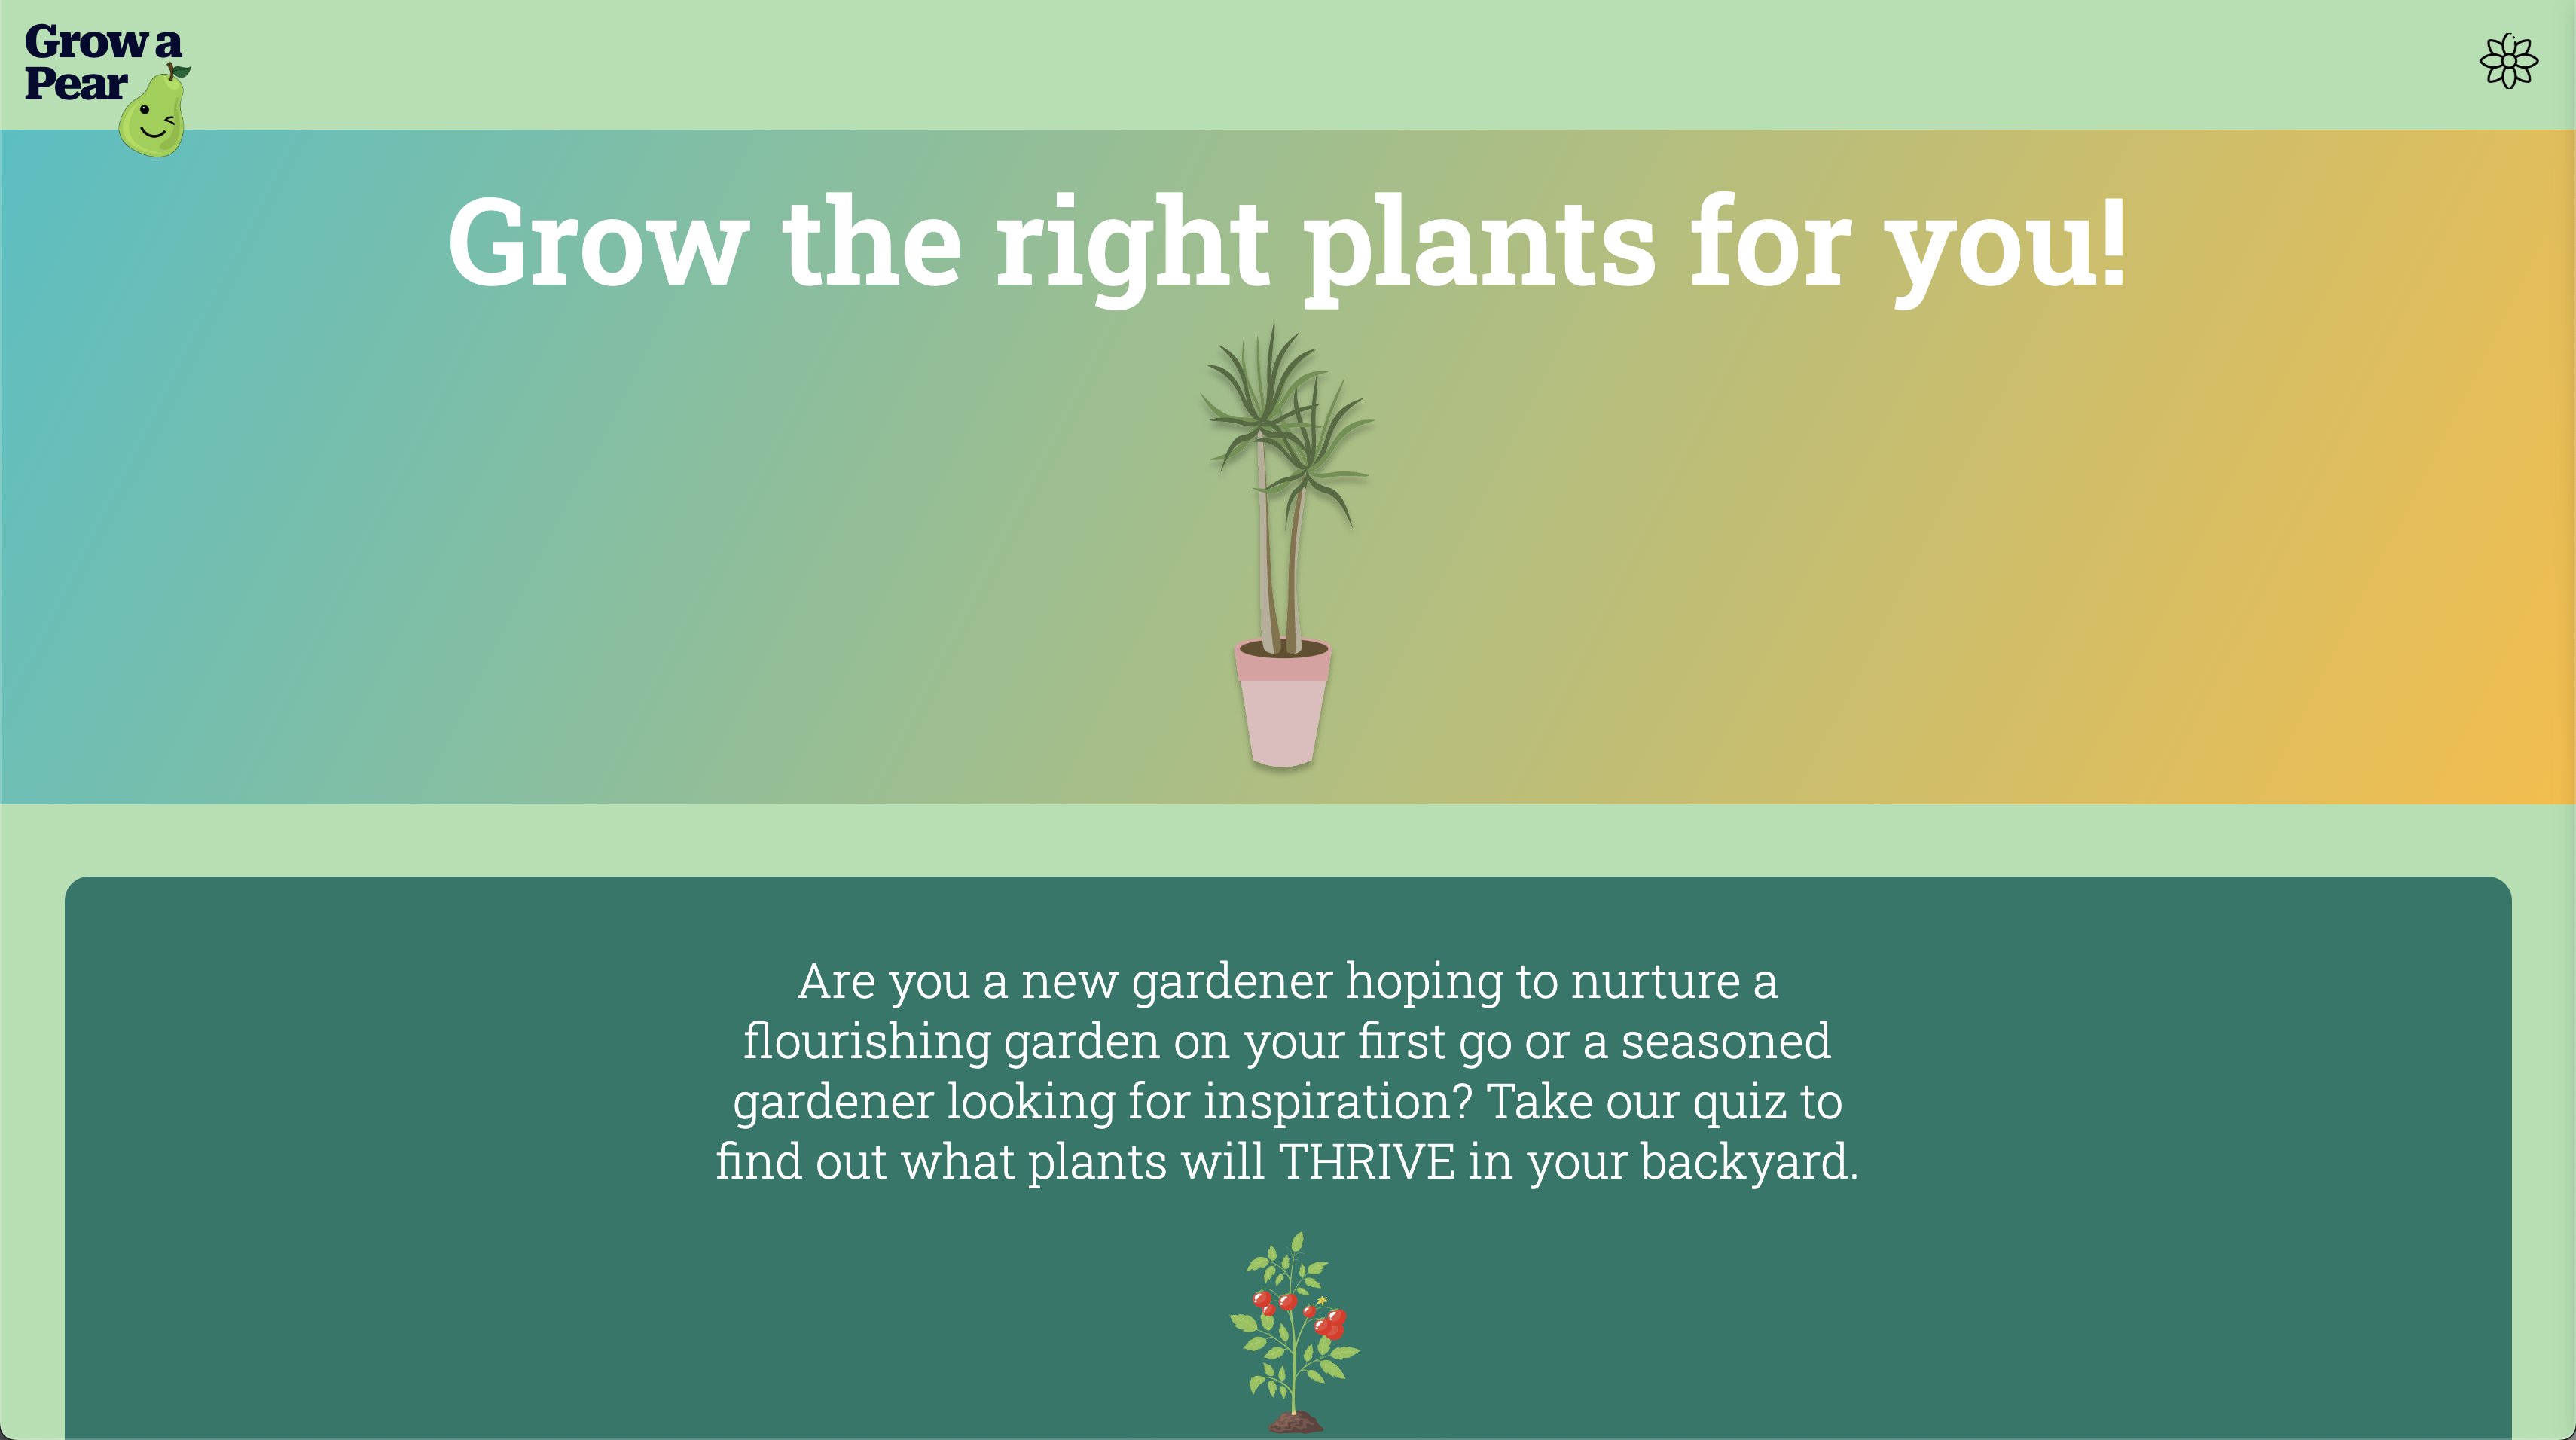 Grow a
Pear
Grow the right plants for you!
Are you a new gardener hoping to nurture a
flourishing garden on your first go or a seasoned
gardener looking for inspiration? Take our quiz to
find out what plants will THRIVE in your backyard.